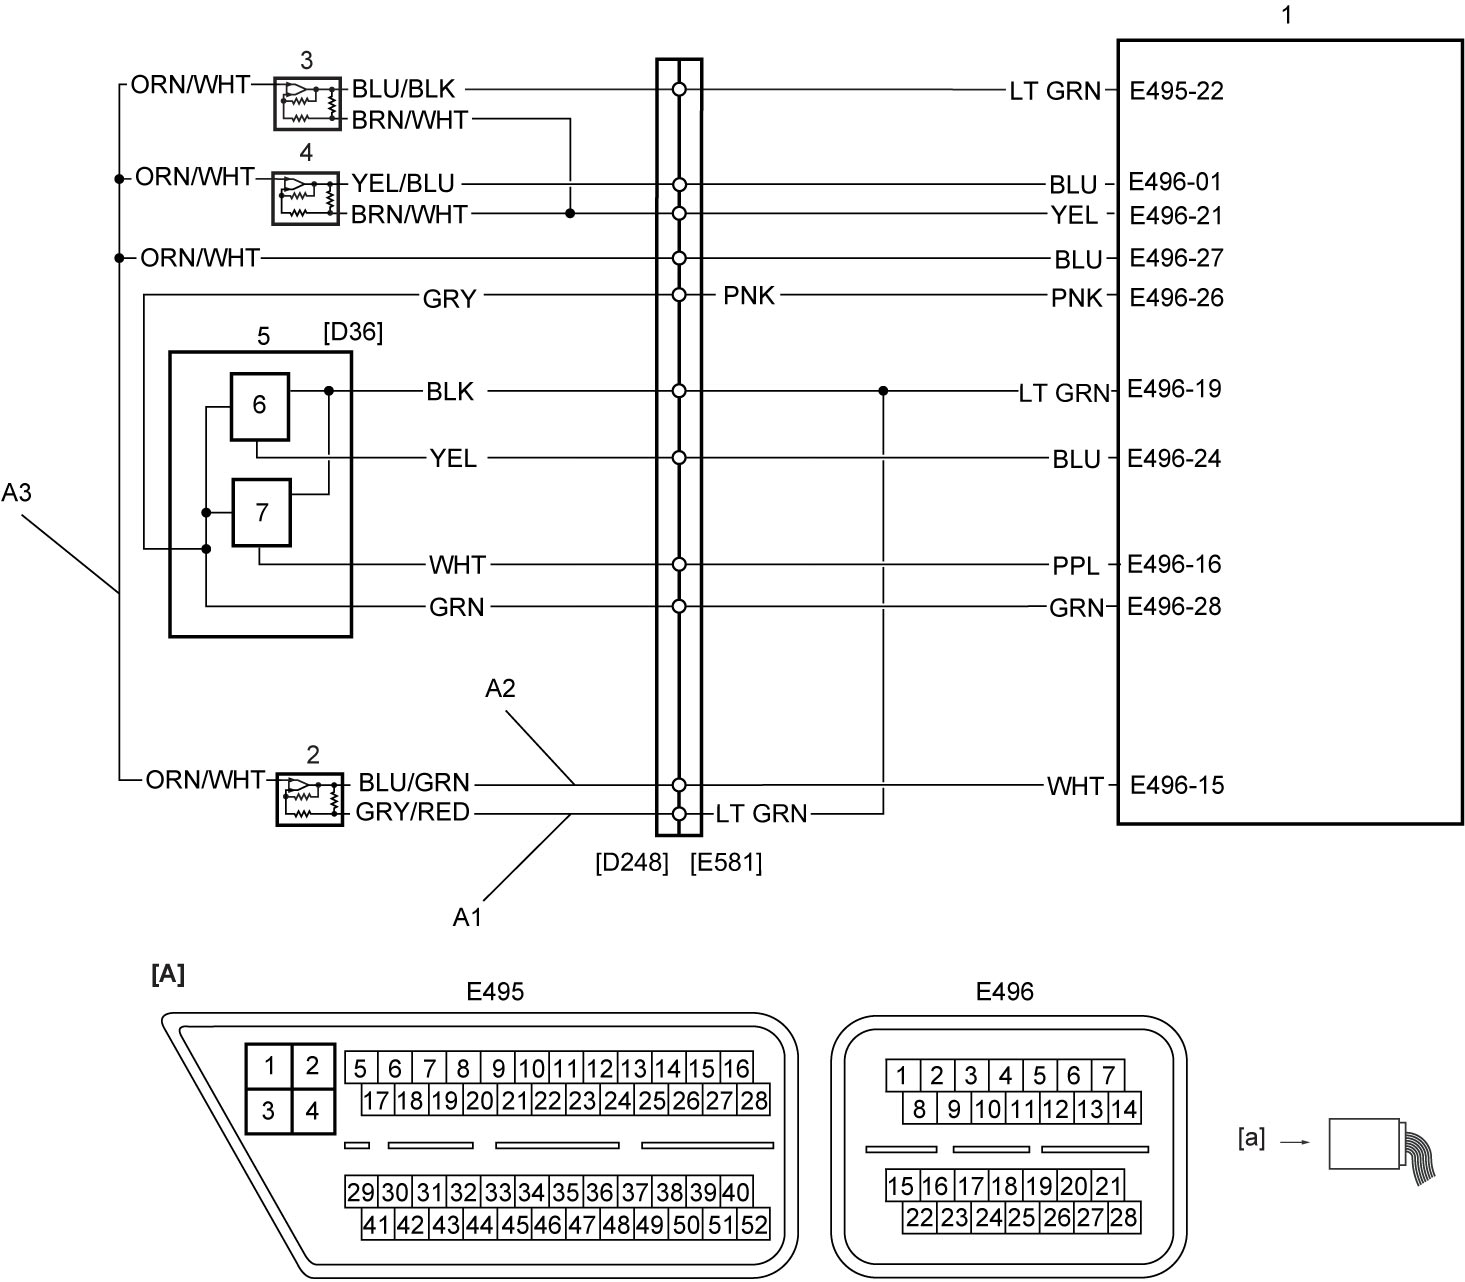 1
3
ORN/WHT BLU/BLK LT GRN E495-22
BRN/WHT
4
ORN/WHT YEL/BLU BLU E496-01
BRN/WHT YEL E496-21
ORN/WHT BLU E496-27
GRY PNK PNK E496-26
5 [D36]
6 BLK LT GRN E496-19
YEL BLU E496-24
A3
7
WHT PPL E496-16
GRN GRN E496-28
A2
2
ORN/WHT BLU/GRN WHT E496-15
GRY/RED LT GRN
[D248] [E581]
A1
[A]
E495 E496
1 2 5 6 7 8 9 10 11 12 13 14 15 16
3 4 17 18 19 20 21 22 23 24 25 26 27 28
29 30 31 32 33 34 35 36 37 38 39 40
41 42 43 44 45 46 47 48 49 50 51 52
1 2 3 4 5 6 7
8 9 10 11 12 13 14
15 16 17 18 19 20 21
22 23 24 25 26 27 28
[a]